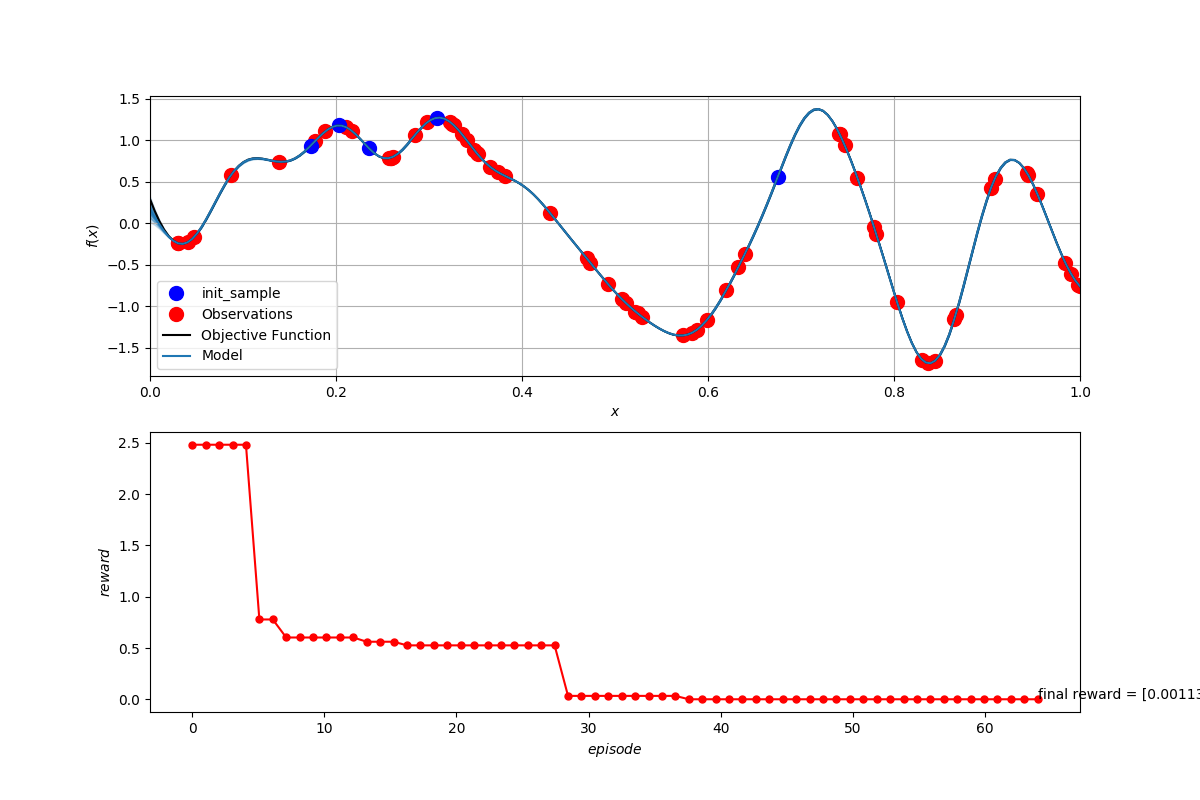 1.5
1.0
0.5
0.0
−0.5
−1.0
−1.5
f(x)
init_sample
Observations
Objective Function
Model
0.0 0.2 0.4 0.6 0.8 1.0
x
2.5
2.0
1.5
1.0
0.5
0.0
reward
final reward = [0.00113
0 10 20 30 40 50 60
episode